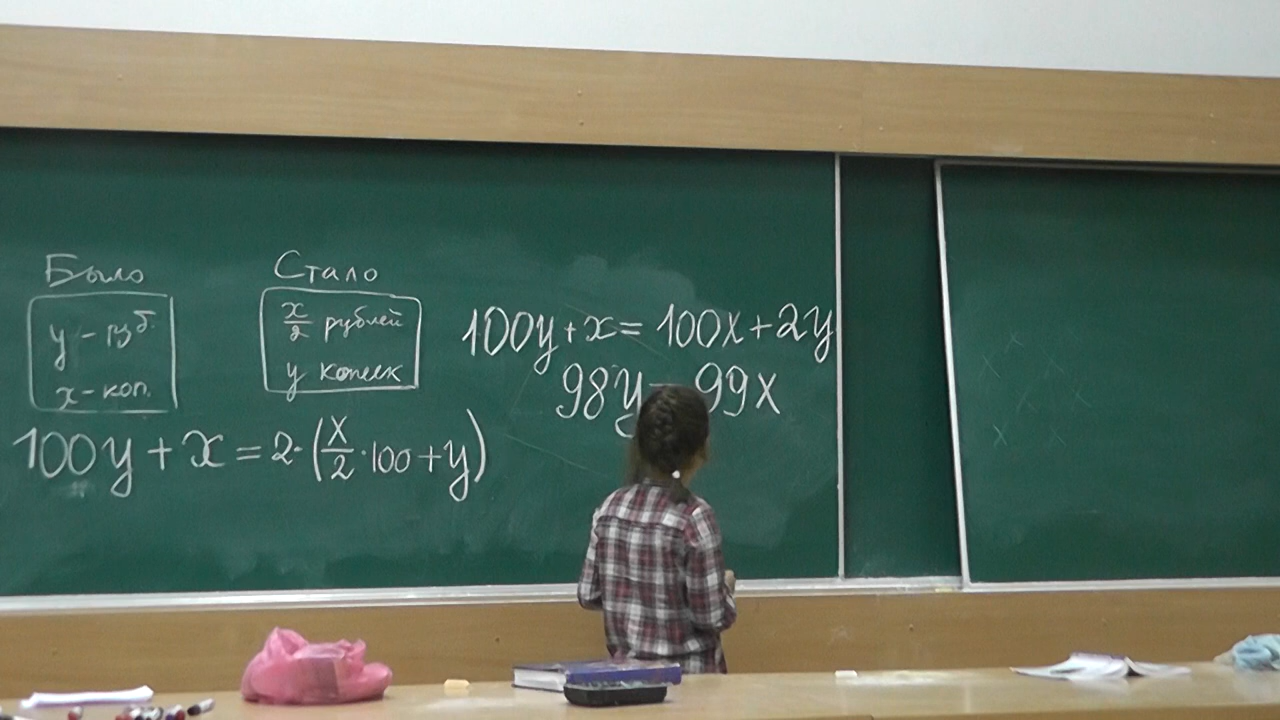 Было
y - руб.
x - коп.
Стало
x/2 рублей
y копеек
100y + x = 2·(x/2·100 + y)
100y + x = 100x + 2y
98y = 99x